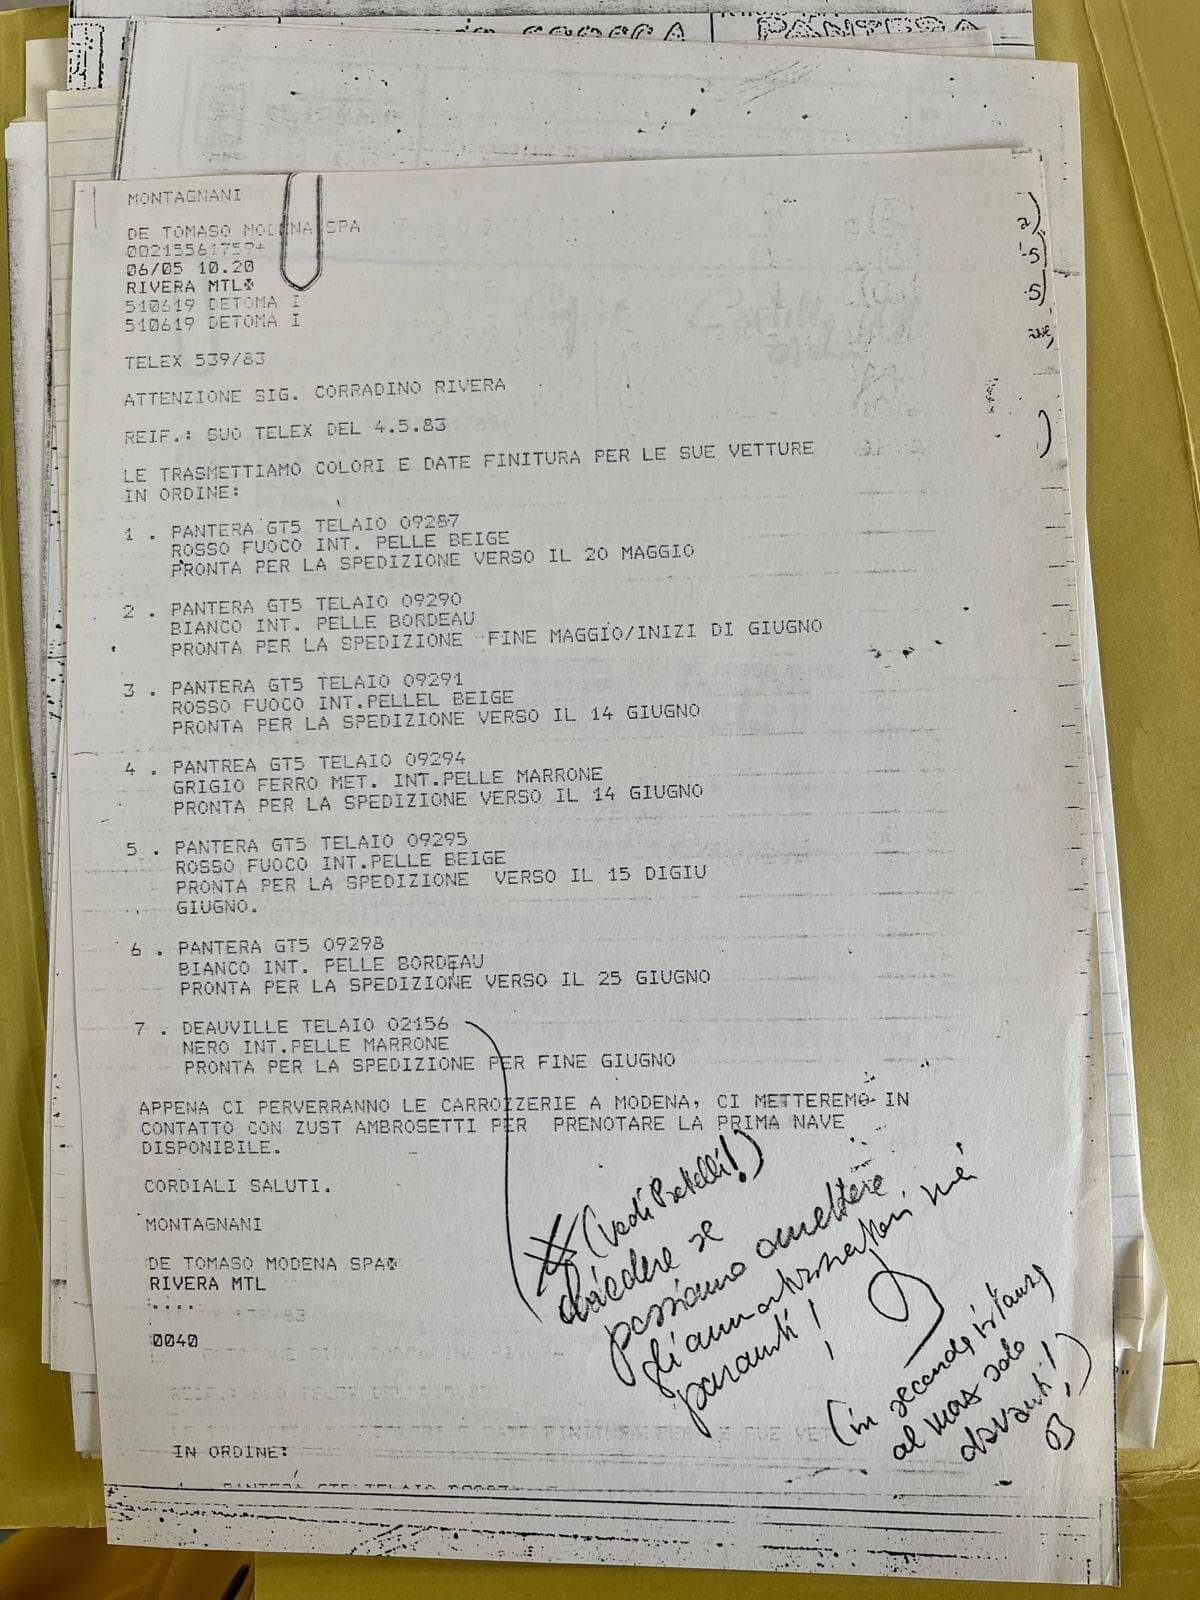 PANTERA
MONTAGNANI
DE TOMASO MODENA SPA
00215561759+
06/05 10.20
RIVERA MTL✠
510619 DETOMA I
510619 DETOMA I
TELEX 539/83
ATTENZIONE SIG. CORRADINO RIVERA
REIF.: SUO TELEX DEL 4.5.83
LE TRASMETTIAMO COLORI E DATE FINITURA PER LE SUE VETTURE
IN ORDINE:
1 . PANTERA GT5 TELAIO 09287
ROSSO FUOCO INT. PELLE BEIGE
PRONTA PER LA SPEDIZIONE VERSO IL 20 MAGGIO
2 . PANTERA GT5 TELAIO 09290
BIANCO INT. PELLE BORDEAU
PRONTA PER LA SPEDIZIONE FINE MAGGIO/INIZI DI GIUGNO
3 . PANTERA GT5 TELAIO 09291
ROSSO FUOCO INT.PELLEL BEIGE
PRONTA PER LA SPEDIZIONE VERSO IL 14 GIUGNO
4 . PANTREA GT5 TELAIO 09294
GRIGIO FERRO MET. INT.PELLE MARRONE
PRONTA PER LA SPEDIZIONE VERSO IL 14 GIUGNO
5 . PANTERA GT5 TELAIO 09295
ROSSO FUOCO INT.PELLE BEIGE
PRONTA PER LA SPEDIZIONE VERSO IL 15 DIGIU
GIUGNO.
6 . PANTERA GT5 09298
BIANCO INT. PELLE BORDEAU
PRONTA PER LA SPEDIZIONE VERSO IL 25 GIUGNO
7 . DEAUVILLE TELAIO 02156
NERO INT.PELLE MARRONE
PRONTA PER LA SPEDIZIONE PER FINE GIUGNO
APPENA CI PERVERRANNO LE CARROZZERIE A MODENA, CI METTEREMO IN
CONTATTO CON ZUST AMBROSETTI PER PRENOTARE LA PRIMA NAVE
DISPONIBILE.
CORDIALI SALUTI.
MONTAGNANI
DE TOMASO MODENA SPA✠
RIVERA MTL
....
0040
IN ORDINE:
(Vedi !)
chiedere se
possiamo omettere
gli ammortizzatori nei
paraurti!
(in seconda istanza
al max solo
davanti!)